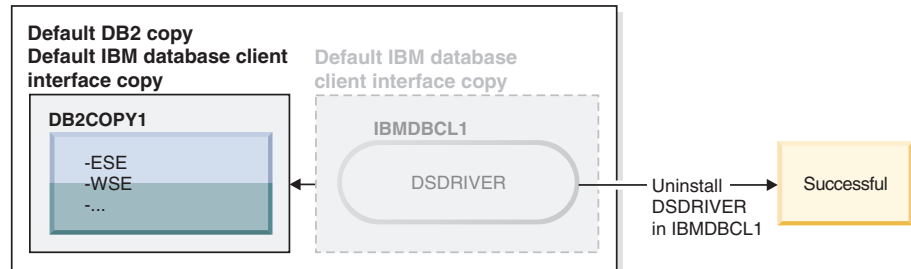 Default DB2 copy
Default IBM database client
interface copy
DB2COPY1
-ESE
-WSE
-...
Default IBM database
client interface copy
IBMDBCL1
DSDRIVER
Uninstall
DSDRIVER
in IBMDBCL1
Successful